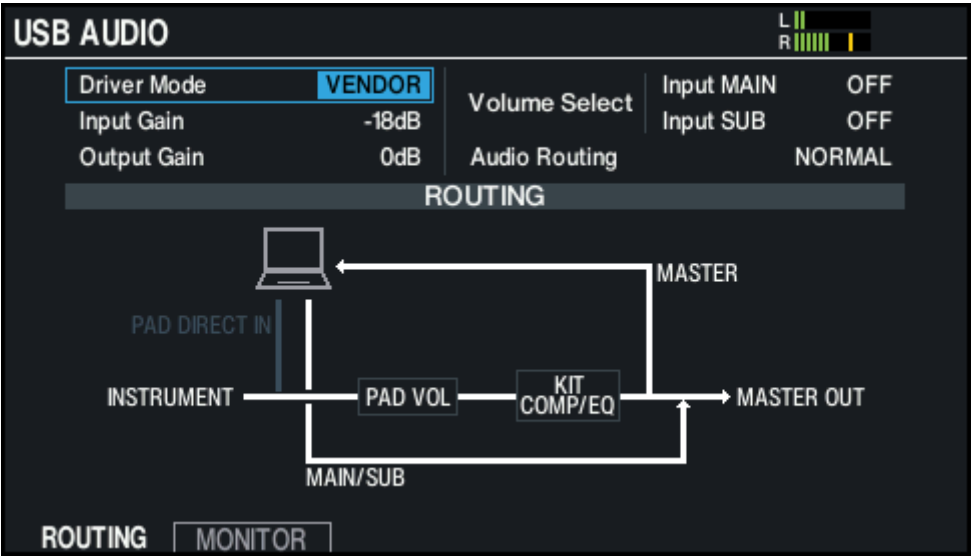 USB AUDIO
L
R
Driver Mode VENDOR
Input Gain -18dB
Output Gain 0dB
Volume Select
Input MAIN OFF
Input SUB OFF
Audio Routing NORMAL
ROUTING
MASTER
PAD DIRECT IN
INSTRUMENT
PAD VOL
KIT
COMP/EQ
MASTER OUT
MAIN/SUB
ROUTING MONITOR